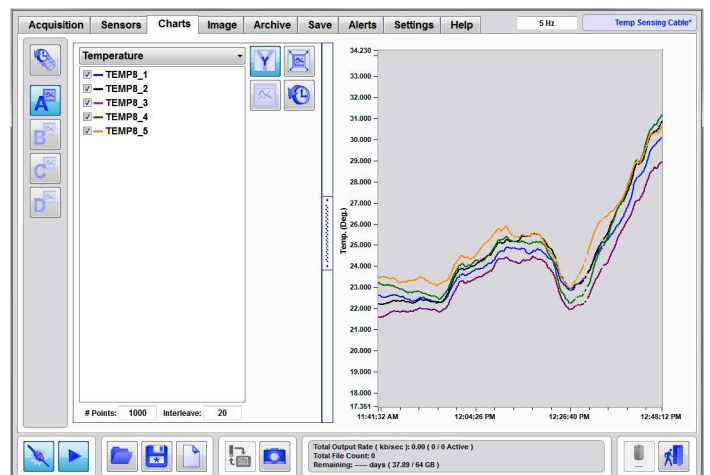 Acquisition Sensors Charts Image Archive Save Alerts Settings Help 5 Hz Temp Sensing Cable*
Temperature
TEMP8_1
TEMP8_2
TEMP8_3
TEMP8_4
TEMP8_5
A
B
C
D
Y
# Points: 1000 Interleave: 20
Temp. (Deg.)
34.230
33.000
32.000
31.000
30.000
29.000
28.000
27.000
26.000
25.000
24.000
23.000
22.000
21.000
20.000
19.000
18.000
17.351
11:41:32 AM 12:04:26 PM 12:26:40 PM 12:48:12 PM
Total Output Rate ( kb/sec ): 0.00 ( 0 / 0 Active )
Total File Count: 0
Remaining: ----- days ( 37.89 / 64 GB )